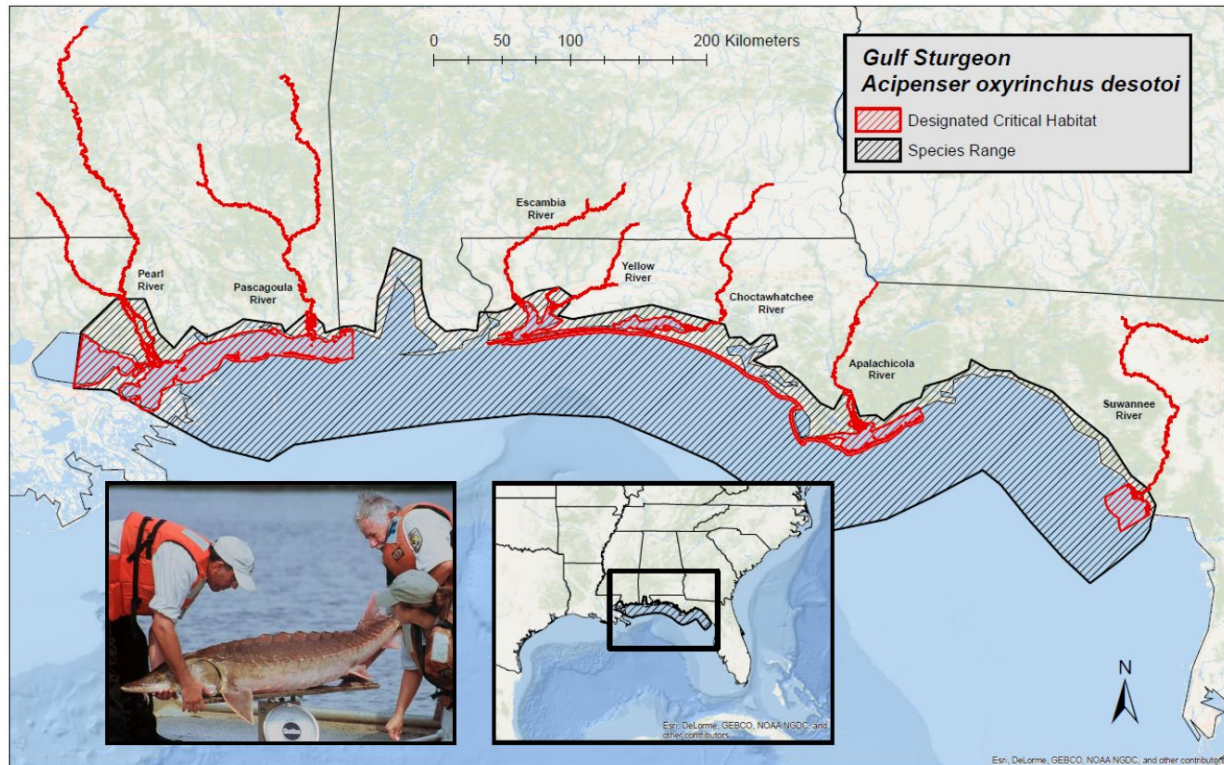 0
50
100
200 Kilometers
Gulf Sturgeon
Acipenser oxyrinchus desotoi
Designated Critical Habitat
Species Range
Escambia
River
Pearl
River
Pascagoula
River
Yellow
River
Choctawhatchee
River
Apalachicola
River
Suwannee
River
N
Esri, DeLorme, GEBCO, NOAA NGDC, and
other contributors
Esri, DeLorme, GEBCO, NOAA NGDC, and other contributors